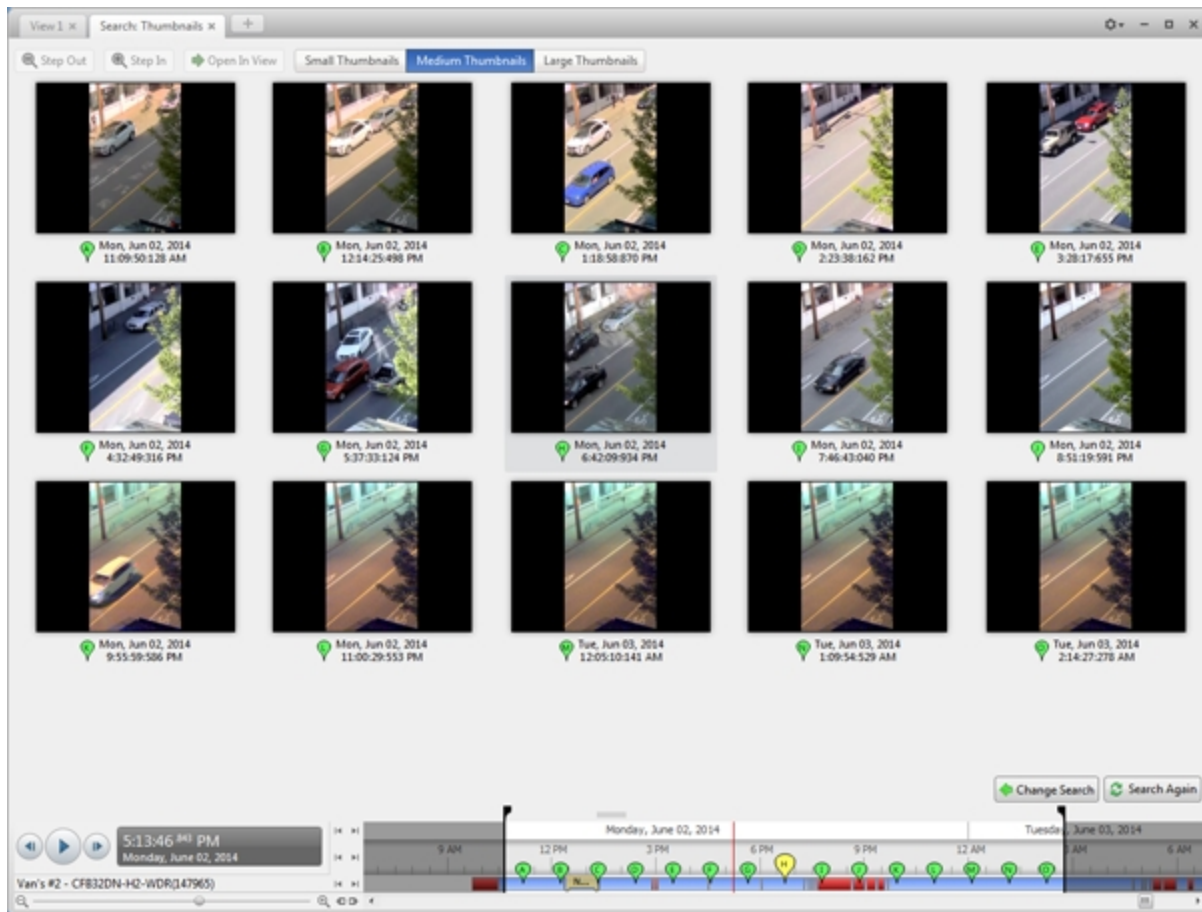 View 1 ×
Search: Thumbnails ×
Step Out
Step In
Open In View
Small Thumbnails
Medium Thumbnails
Large Thumbnails
A Mon, Jun 02, 2014
11:09:50:128 AM
B Mon, Jun 02, 2014
12:14:25:498 PM
C Mon, Jun 02, 2014
1:18:58:870 PM
D Mon, Jun 02, 2014
2:23:38:162 PM
E Mon, Jun 02, 2014
3:28:17:655 PM
F Mon, Jun 02, 2014
4:32:49:316 PM
G Mon, Jun 02, 2014
5:37:33:124 PM
H Mon, Jun 02, 2014
6:42:09:934 PM
I Mon, Jun 02, 2014
7:46:43:040 PM
J Mon, Jun 02, 2014
8:51:19:591 PM
K Mon, Jun 02, 2014
9:55:59:586 PM
L Mon, Jun 02, 2014
11:00:29:553 PM
M Tue, Jun 03, 2014
12:05:10:141 AM
N Tue, Jun 03, 2014
1:09:54:529 AM
O Tue, Jun 03, 2014
2:14:27:278 AM
Change Search
Search Again
5:13:46 .843 PM
Monday, June 02, 2014
Monday, June 02, 2014
Tuesday, June 03, 2014
9 AM 12 PM 3 PM 6 PM 9 PM 12 AM 3 AM 6 AM
A B C D E F G H I J K L M N O
N...
Van's #2 - CFB32DN-H2-WDR(147965)